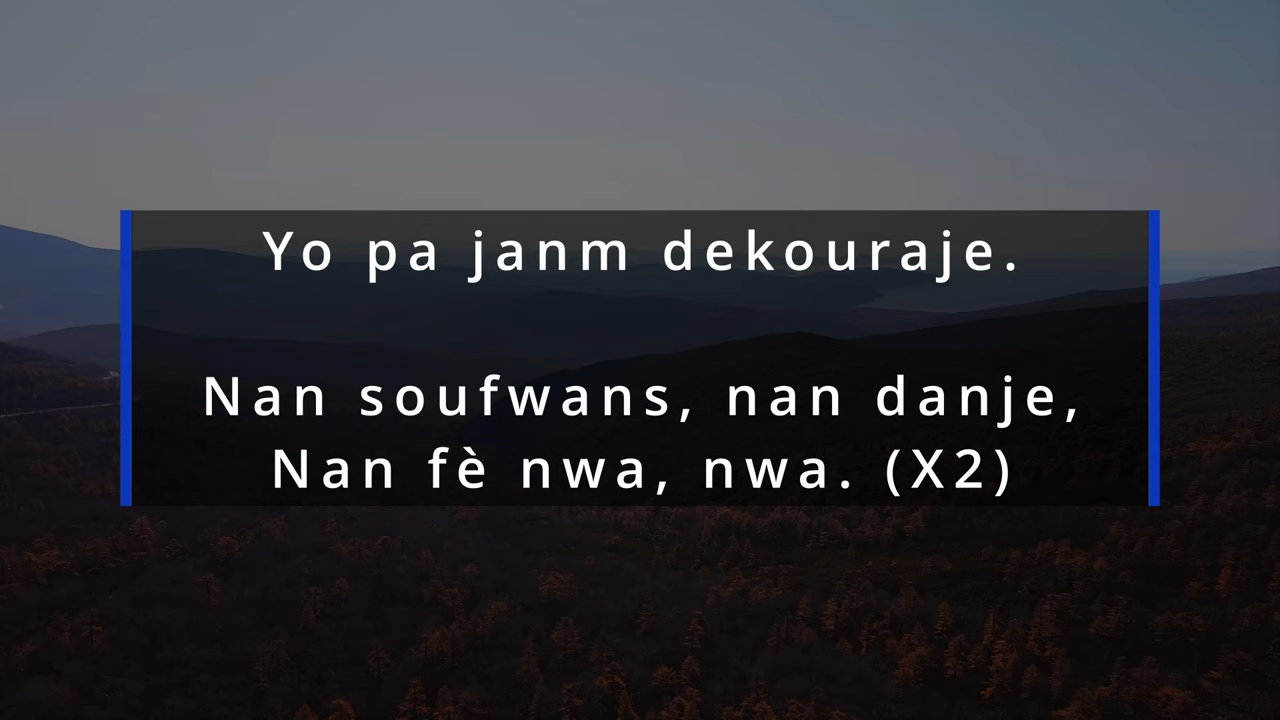 Yo pa janm dekouraje.
Nan soufwans, nan danje,
Nan fè nwa, nwa. (X2)